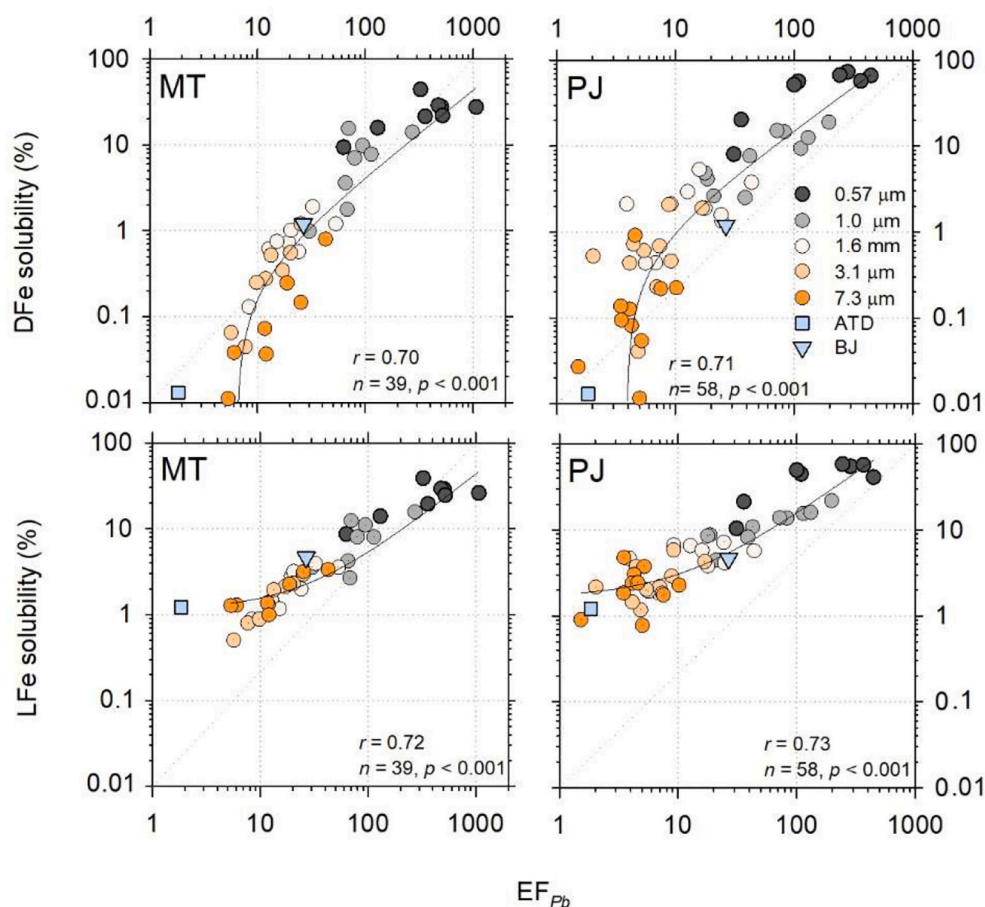 1 10 100 1000 1 10 100 1000
100 MT PJ 100
10 10
1 1
0.1 0.1
0.01 0.01
DFe solubility (%)
0.57 µm
1.0 µm
1.6 mm
3.1 µm
7.3 µm
ATD
BJ
r = 0.70
n = 39, p < 0.001
r = 0.71
n= 58, p < 0.001
100 MT PJ 100
10 10
1 1
0.1 0.1
0.01 0.01
LFe solubility (%)
r = 0.72
n = 39, p < 0.001
r = 0.73
n = 58, p < 0.001
1 10 100 1000 1 10 100 1000
EFPb